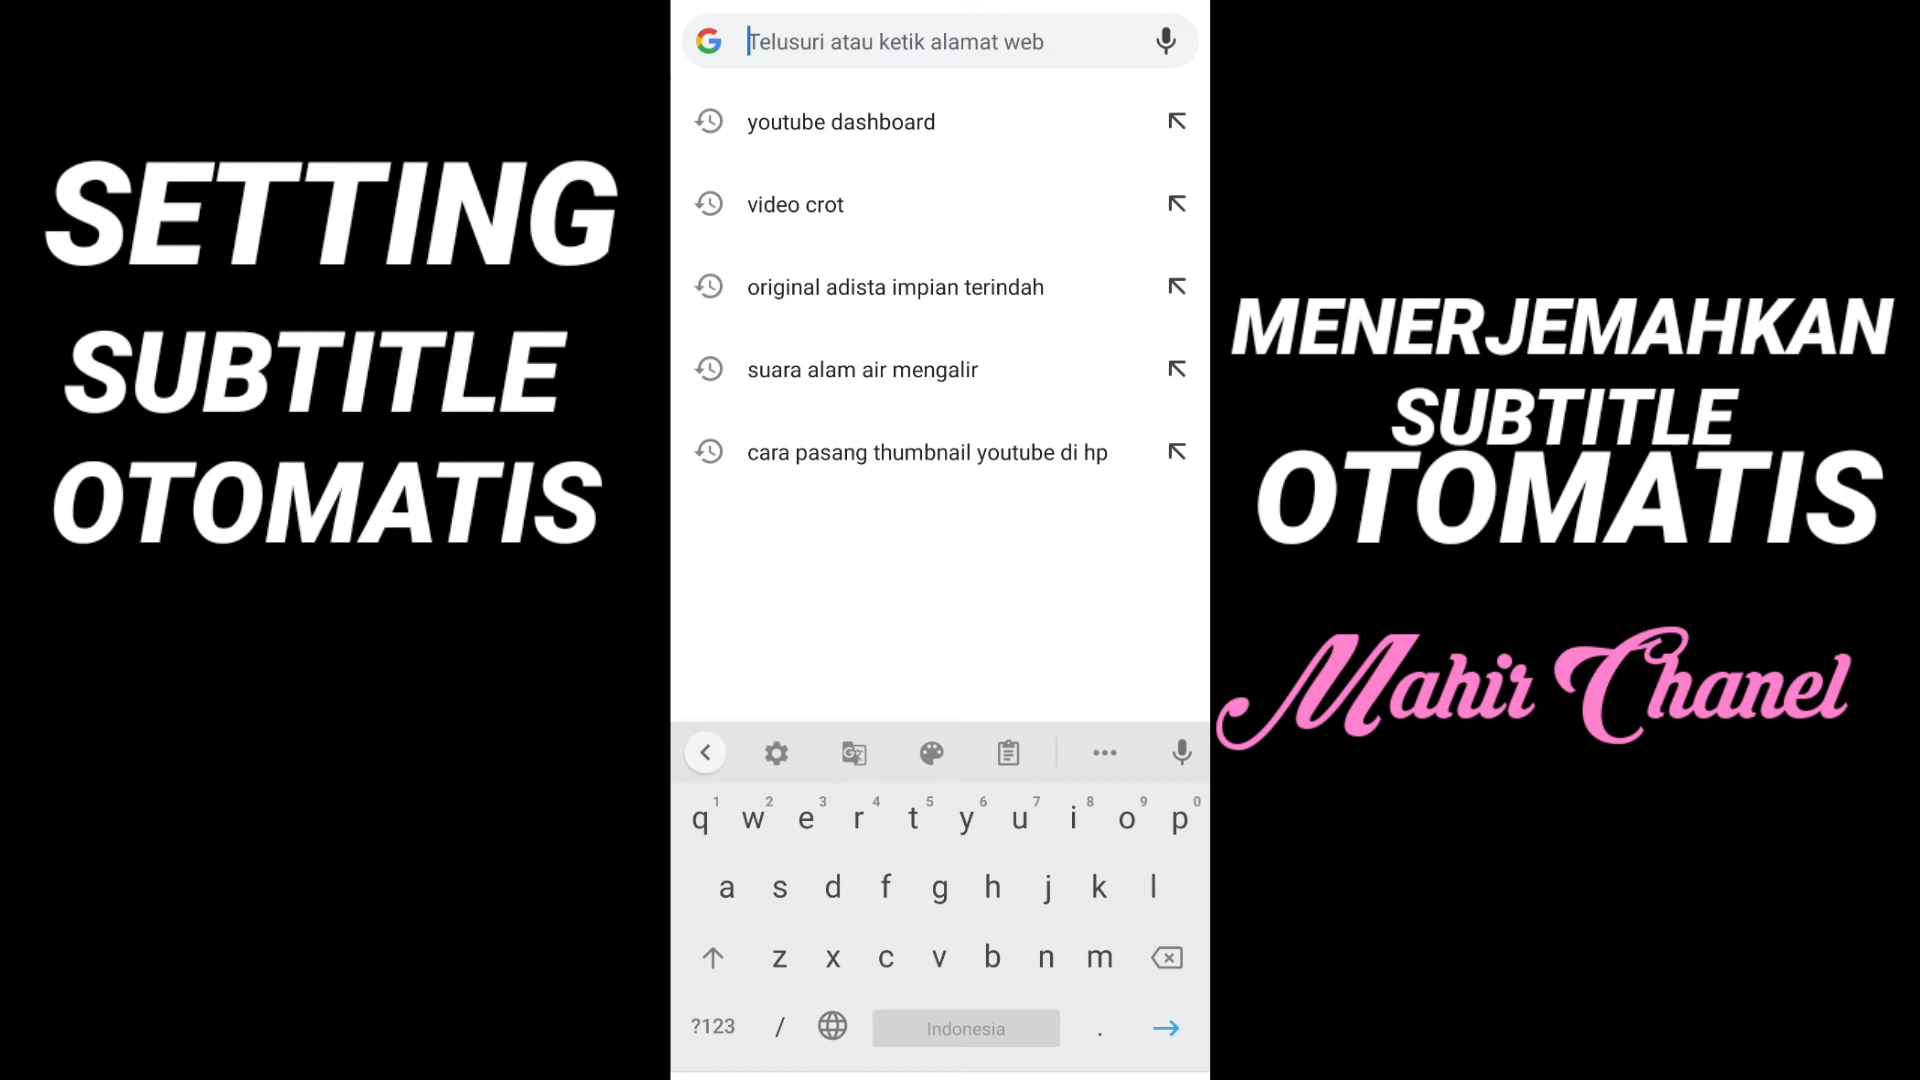 SETTING
SUBTITLE
OTOMATIS
Telusuri atau ketik alamat web
youtube dashboard
video crot
original adista impian terindah
suara alam air mengalir
cara pasang thumbnail youtube di hp
1 2 3 4 5 6 7 8 9 0
q w e r t y u i o p
a s d f g h j k l
z x c v b n m
?123 / Indonesia .
MENERJEMAHKAN
SUBTITLE
OTOMATIS
Mahir Chanel